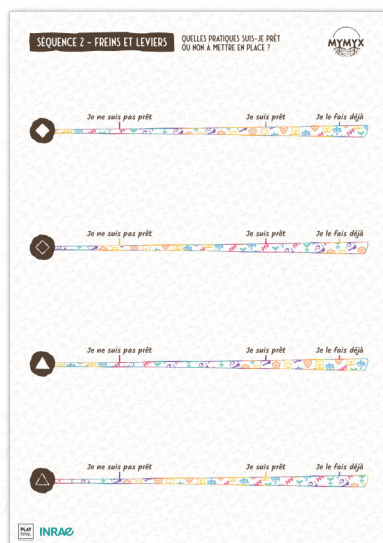 SÉQUENCE 2 - FREINS ET LEVIERS
QUELLES PRATIQUES SUIS-JE PRÊT
OU NON A METTRE EN PLACE ?
MYMYX
Je ne suis pas prêt Je suis prêt Je le fais déjà
Je ne suis pas prêt Je suis prêt Je le fais déjà
Je ne suis pas prêt Je suis prêt Je le fais déjà
Je ne suis pas prêt Je suis prêt Je le fais déjà
PLAY
time.
INRAE